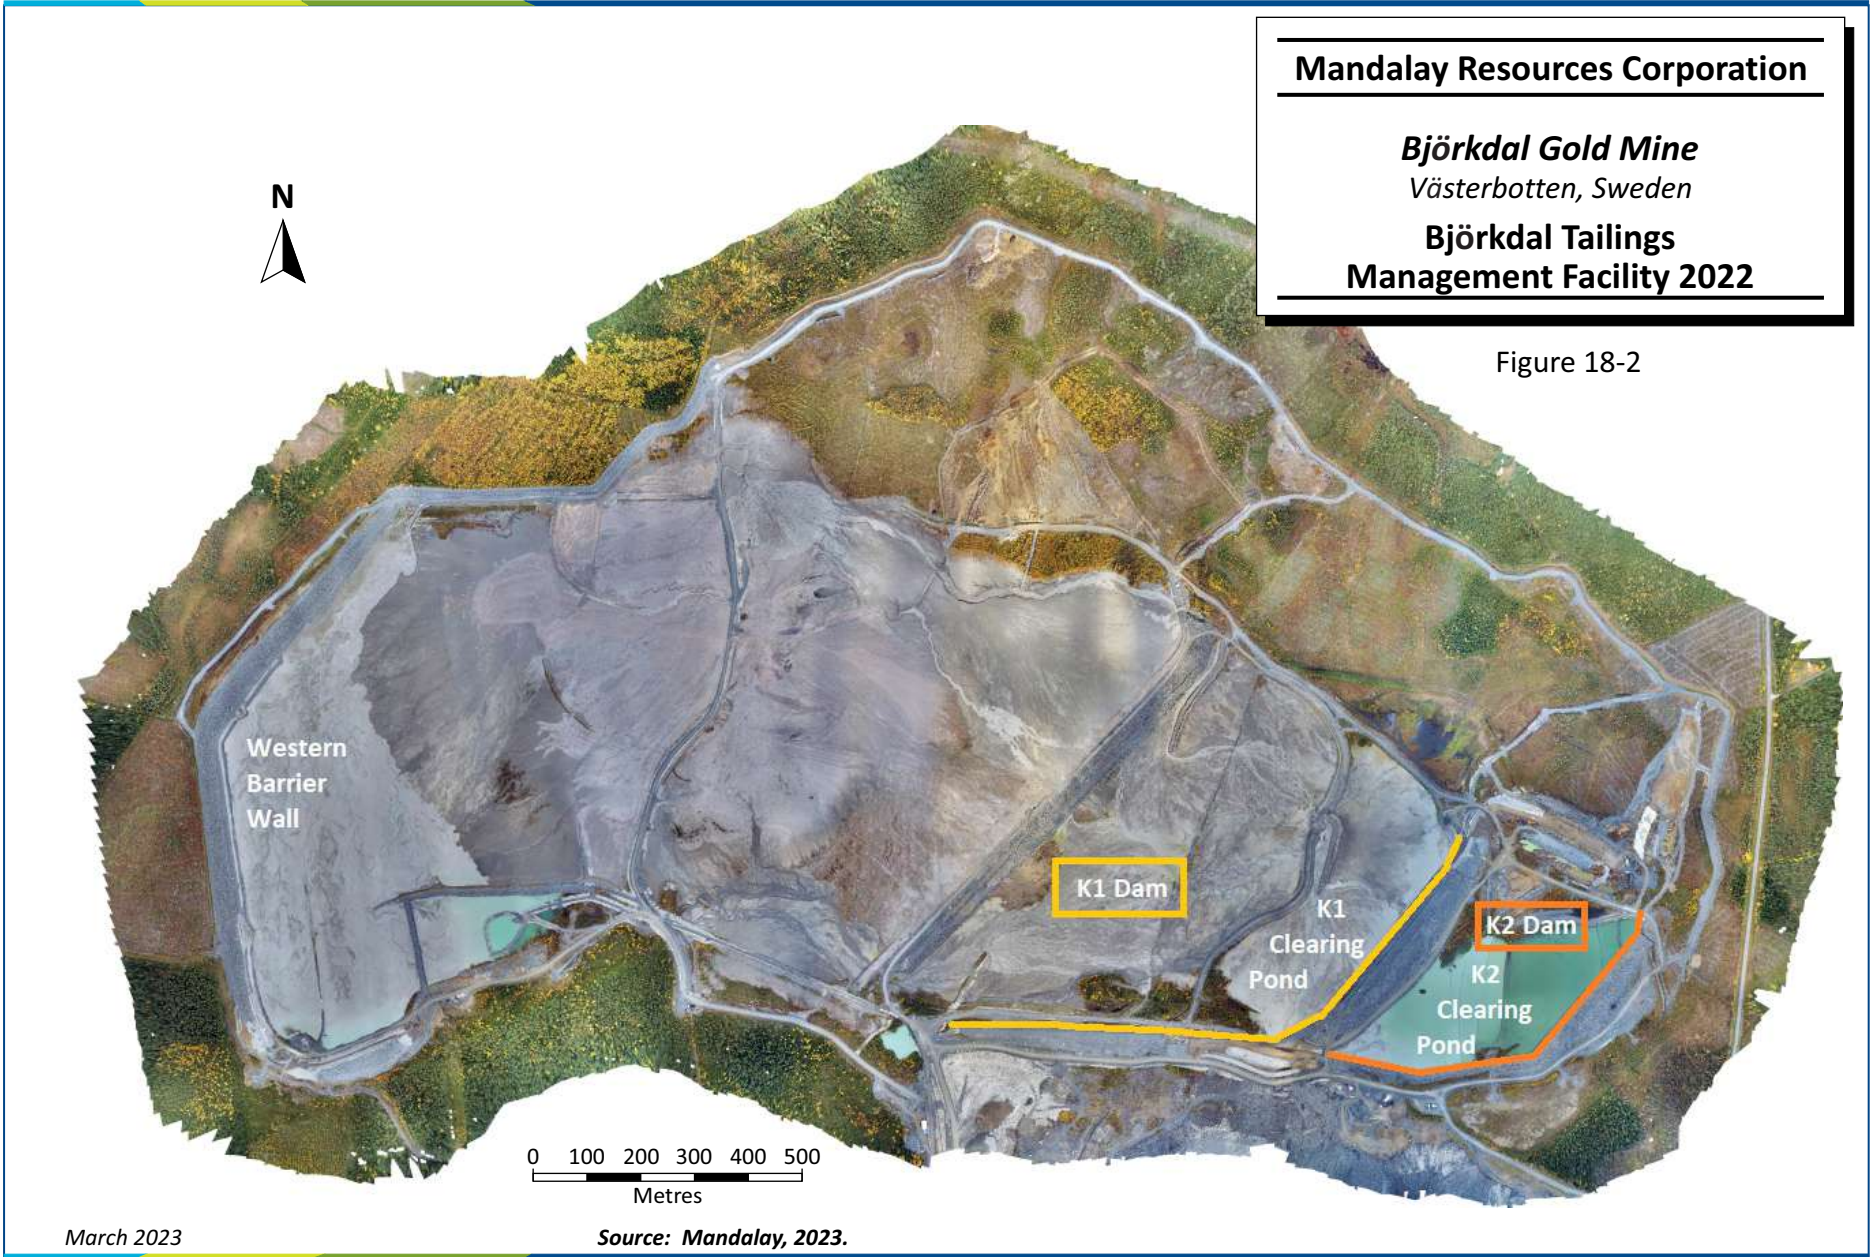 Mandalay Resources Corporation
Björkdal Gold Mine
Västerbotten, Sweden
Björkdal Tailings
Management Facility 2022
Figure 18-2
N
Western
Barrier
Wall
K1 Dam
K1
Clearing
Pond
K2 Dam
K2
Clearing
Pond
0 100 200 300 400 500
Metres
March 2023
Source: Mandalay, 2023.